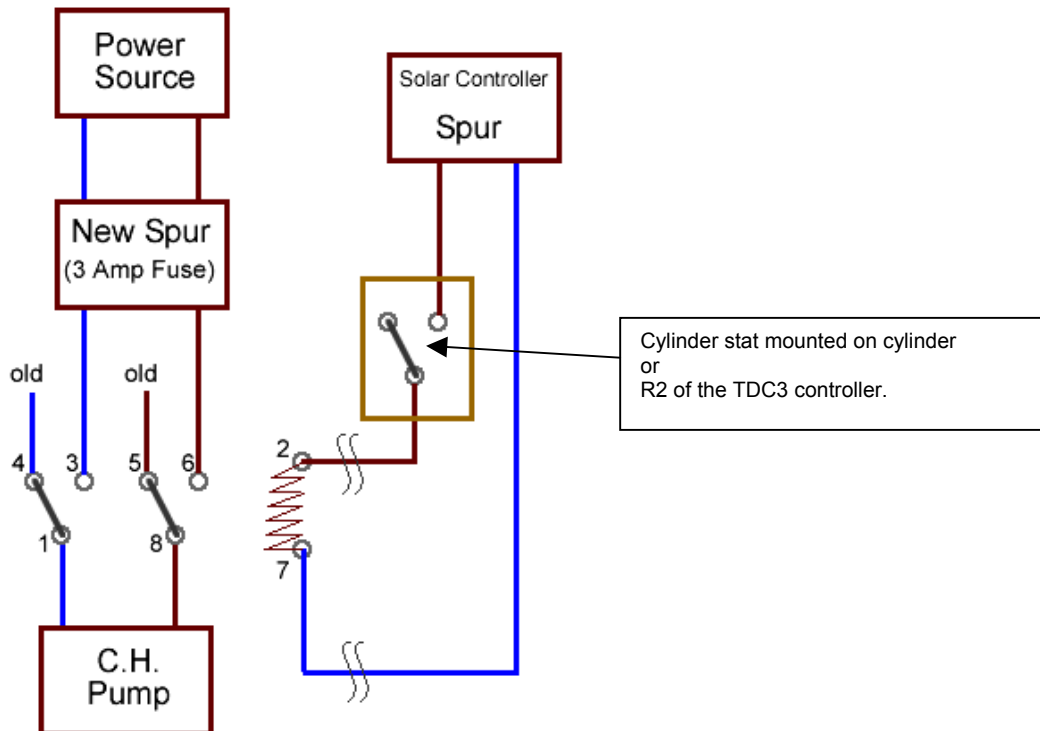 Power
Source
Solar Controller
Spur
New Spur
(3 Amp Fuse)
Cylinder stat mounted on cylinder
or
R2 of the TDC3 controller.
old
old
4
3
5
6
2
1
8
7
C.H.
Pump